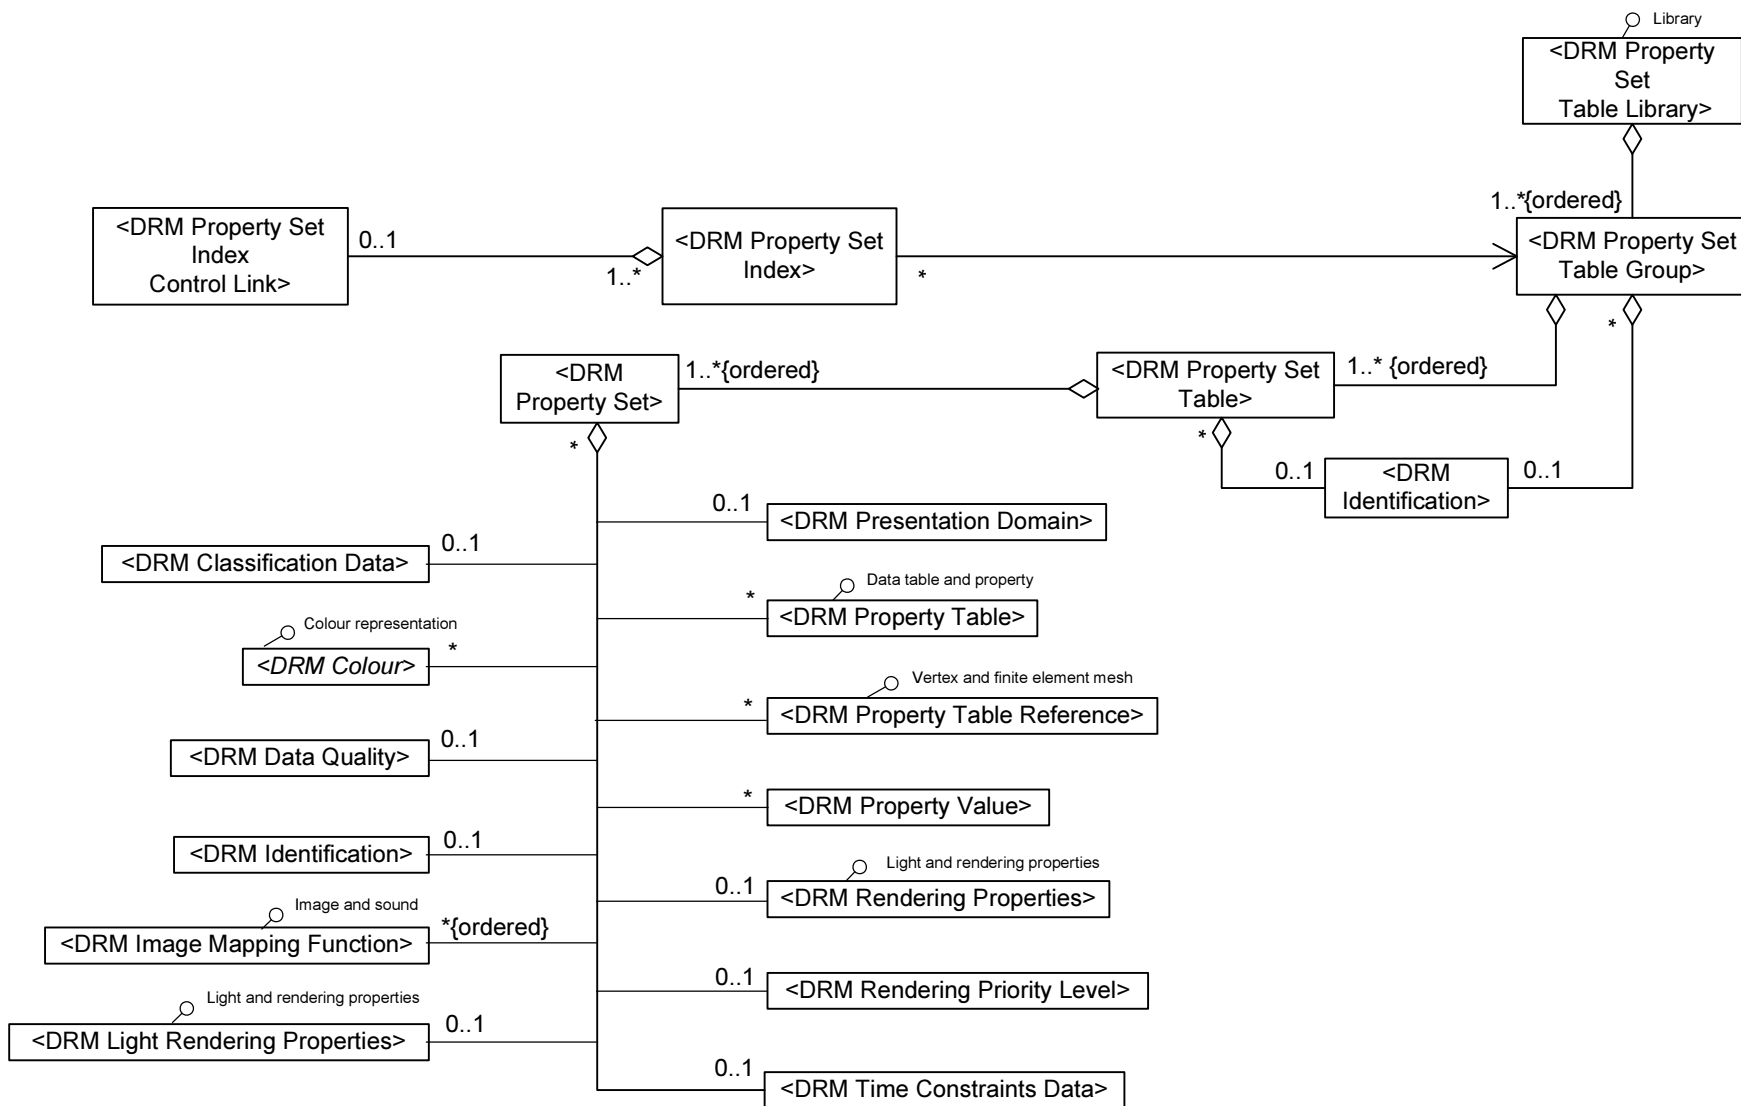 Library
<DRM Property
Set
Table Library>
1..*{ordered}
<DRM Property Set
Index
Control Link>
0..1
1..*
<DRM Property Set
Index>
*
<DRM Property Set
Table Group>
*
<DRM
Property Set>
1..*{ordered}
<DRM Property Set
Table>
1..* {ordered}
*
*
0..1
<DRM
Identification>
0..1
0..1
<DRM Presentation Domain>
<DRM Classification Data>
0..1
Data table and property
*
<DRM Property Table>
Colour representation
<DRM Colour>
*
Vertex and finite element mesh
*
<DRM Property Table Reference>
<DRM Data Quality>
0..1
*
<DRM Property Value>
<DRM Identification>
0..1
Light and rendering properties
0..1
<DRM Rendering Properties>
Image and sound
<DRM Image Mapping Function>
*{ordered}
0..1
<DRM Rendering Priority Level>
Light and rendering properties
<DRM Light Rendering Properties>
0..1
0..1
<DRM Time Constraints Data>